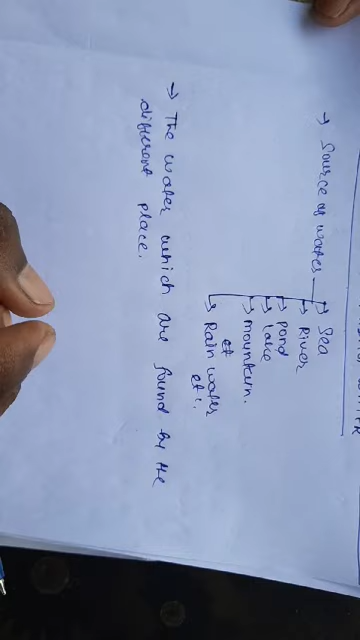 → Source of water → Sea
→ River
→ pond
→ lake
→ mountain.
et
→ Rain water
etc.
→ The water which are found by the
different place.